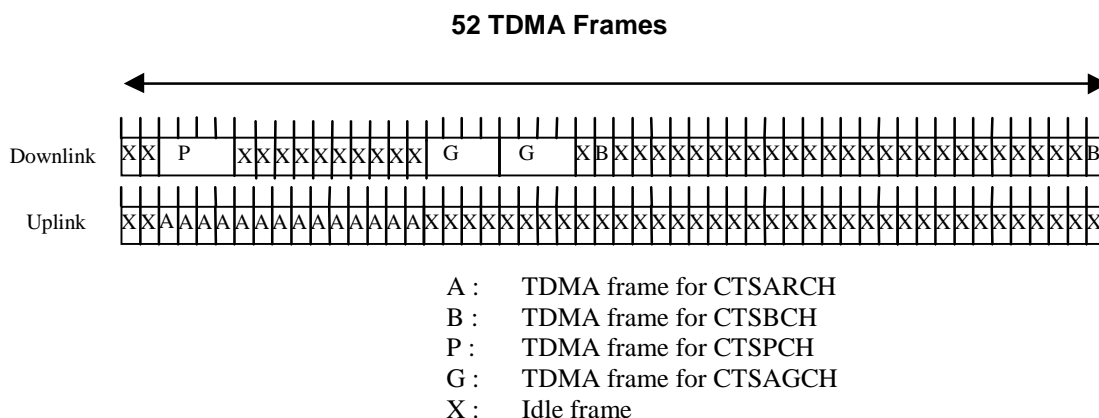 52 TDMA Frames
Downlink X X P X X X X X X X X X X G G X B X X X X X X X X X X X X X X X X X X X X X X X X X B
Uplink X X A A A A A A A A A A A A A A X X X X X X X X X X X X X X X X X X X X X X X X X X X X X X X X X X X X
A : TDMA frame for CTSARCH
B : TDMA frame for CTSBCH
P : TDMA frame for CTSPCH
G : TDMA frame for CTSAGCH
X : Idle frame